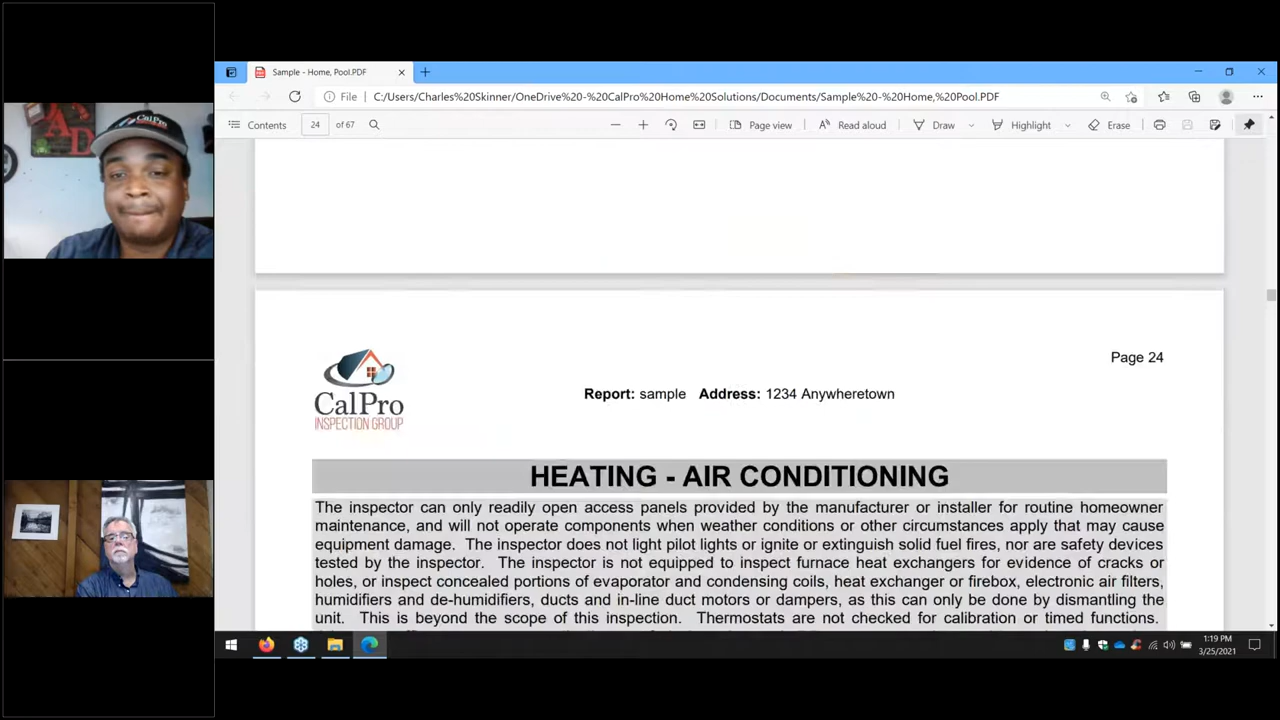 Sample - Home, Pool.PDF
File
C:/Users/Charles%20Skinner/OneDrive%20-%20CalPro%20Home%20Solutions/Documents/Sample%20-%20Home,%20Pool.PDF
Contents
24
of 67
Page view
Read aloud
Draw
Highlight
Erase
CalPro
Page 24
CalPro
INSPECTION GROUP
Report: sample Address: 1234 Anywheretown
HEATING - AIR CONDITIONING
The inspector can only readily open access panels provided by the manufacturer or installer for routine homeowner
maintenance, and will not operate components when weather conditions or other circumstances apply that may cause
equipment damage. The inspector does not light pilot lights or ignite or extinguish solid fuel fires, nor are safety devices
tested by the inspector. The inspector is not equipped to inspect furnace heat exchangers for evidence of cracks or
holes, or inspect concealed portions of evaporator and condensing coils, heat exchanger or firebox, electronic air filters,
humidifiers and de-humidifiers, ducts and in-line duct motors or dampers, as this can only be done by dismantling the
unit. This is beyond the scope of this inspection. Thermostats are not checked for calibration or timed functions.
1:19 PM
3/25/2021